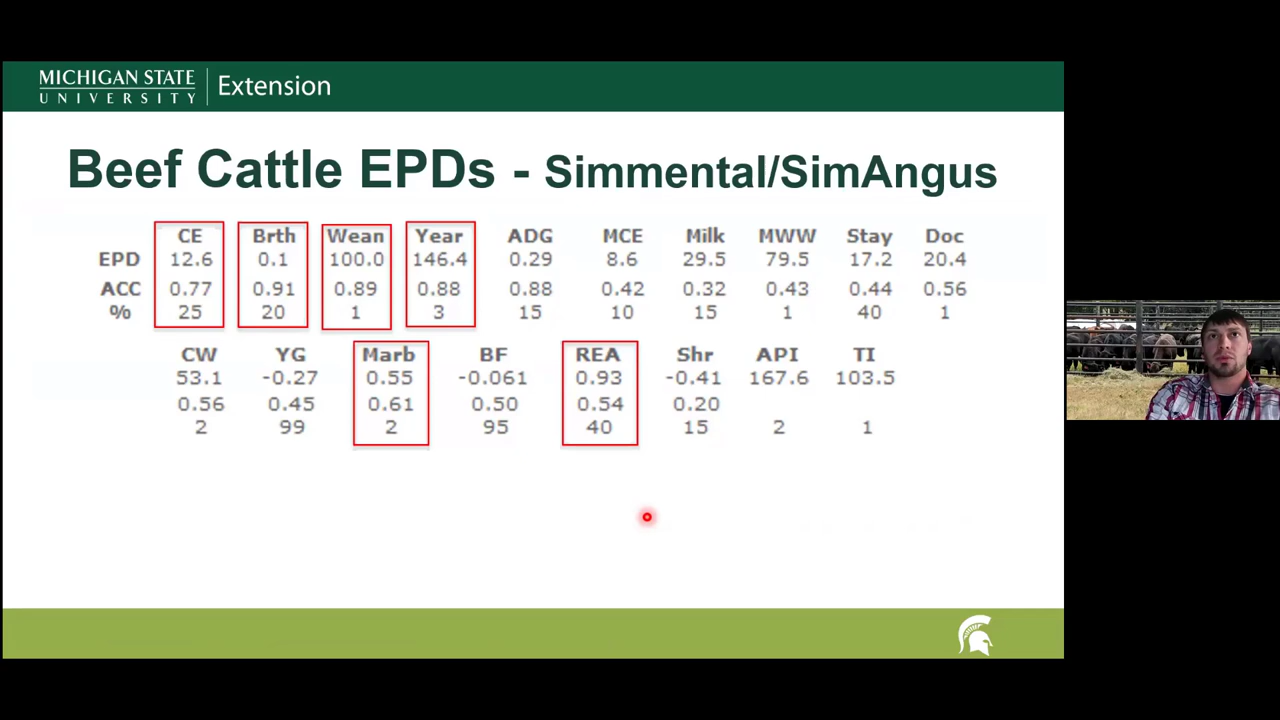 MICHIGAN STATE
UNIVERSITY
Extension
Beef Cattle EPDs - Simmental/SimAngus
CE Brth Wean Year ADG MCE Milk MWW Stay Doc
EPD 12.6 0.1 100.0 146.4 0.29 8.6 29.5 79.5 17.2 20.4
ACC 0.77 0.91 0.89 0.88 0.88 0.42 0.32 0.43 0.44 0.56
% 25 20 1 3 15 10 15 1 40 1
CW YG Marb BF REA Shr API TI
53.1 -0.27 0.55 -0.061 0.93 -0.41 167.6 103.5
0.56 0.45 0.61 0.50 0.54 0.20
2 99 2 95 40 15 2 1